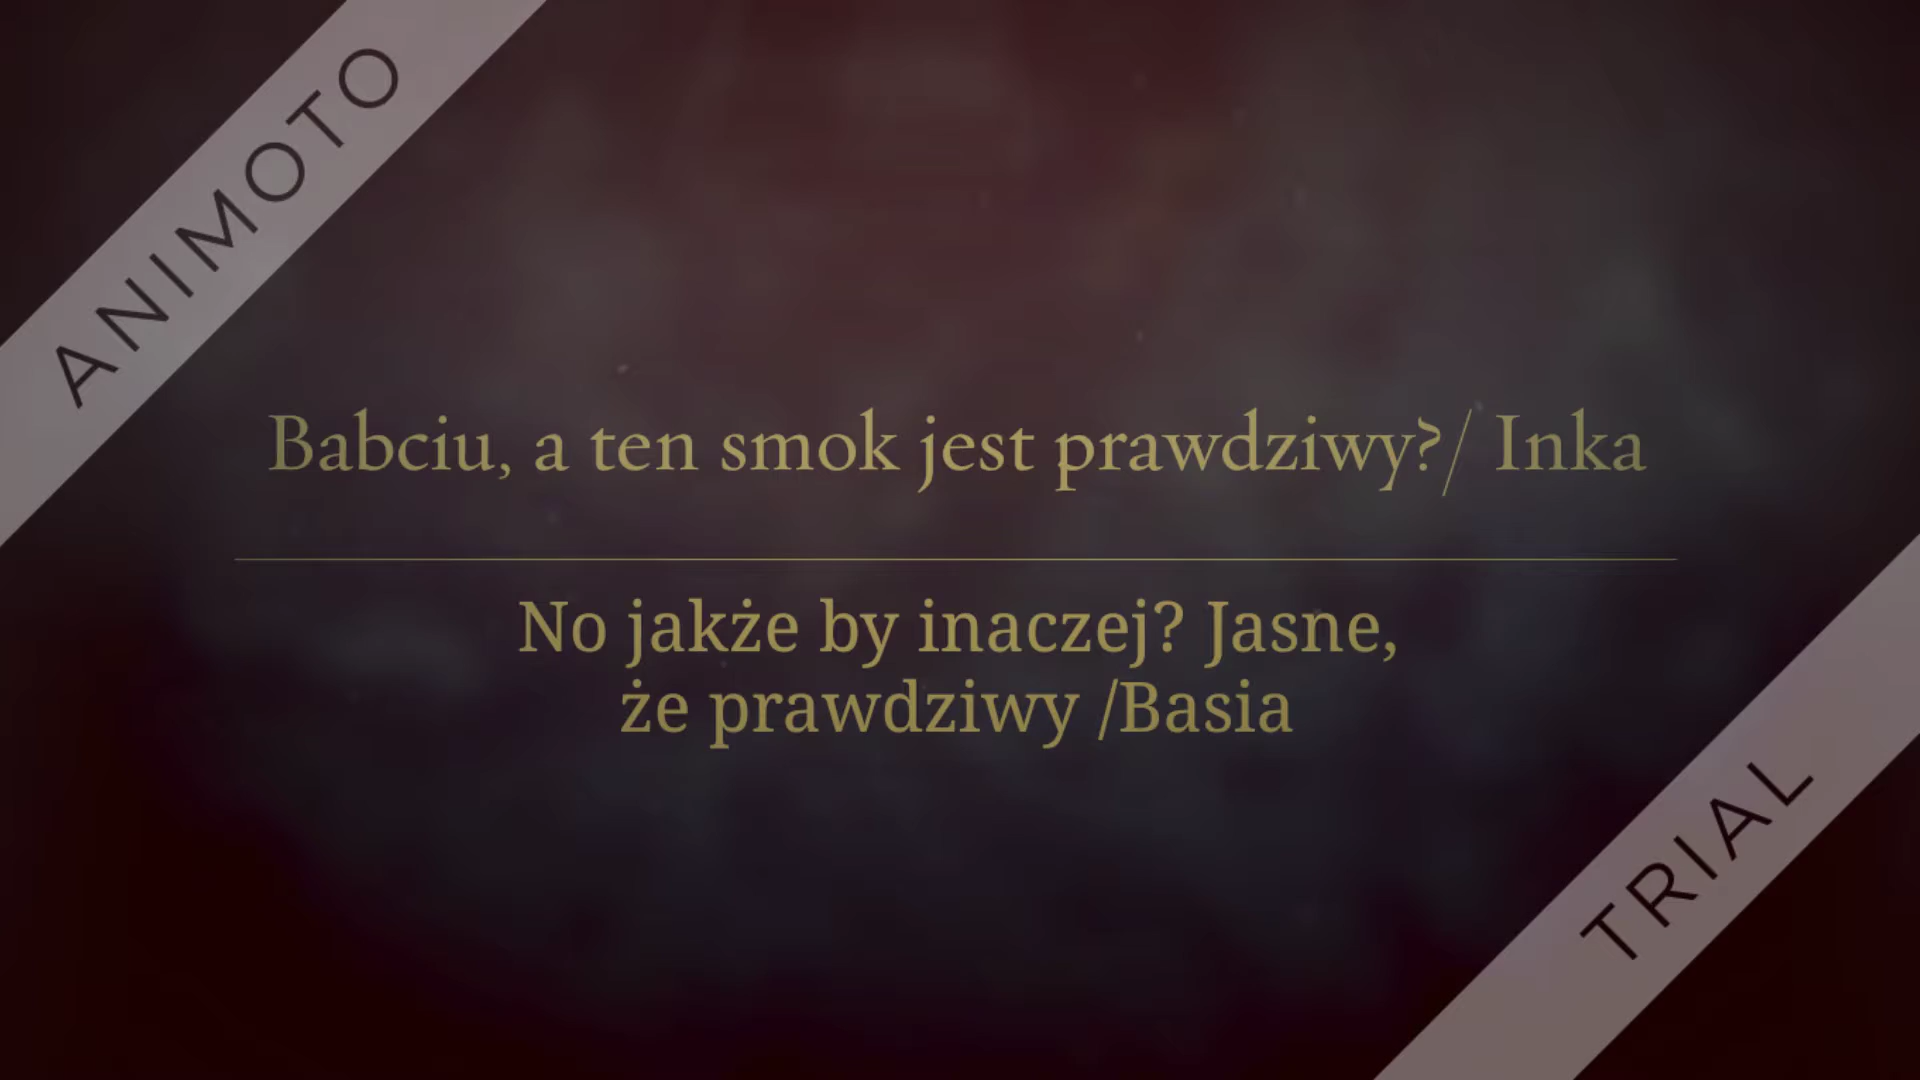 ANIMOTO
Babciu, a ten smok jest prawdziwy?/ Inka
No jakże by inaczej? Jasne,
że prawdziwy /Basia
TRIAL